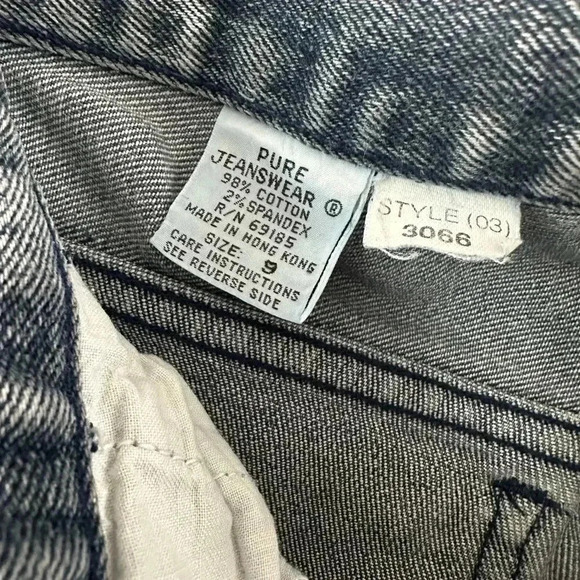 PURE
JEANSWEAR ®
98% COTTON
2% SPANDEX
R/N 69185
MADE IN HONG KONG
SIZE: 9
CARE INSTRUCTIONS
SEE REVERSE SIDE
STYLE (03)
3066